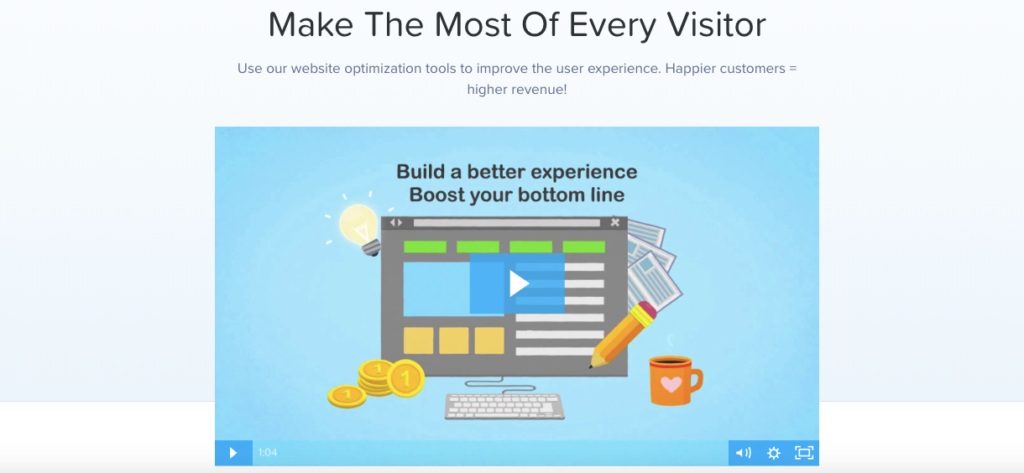 Make The Most Of Every Visitor
Use our website optimization tools to improve the user experience. Happier customers =
higher revenue!
Build a better experience
Boost your bottom line
1
1
1
1:04